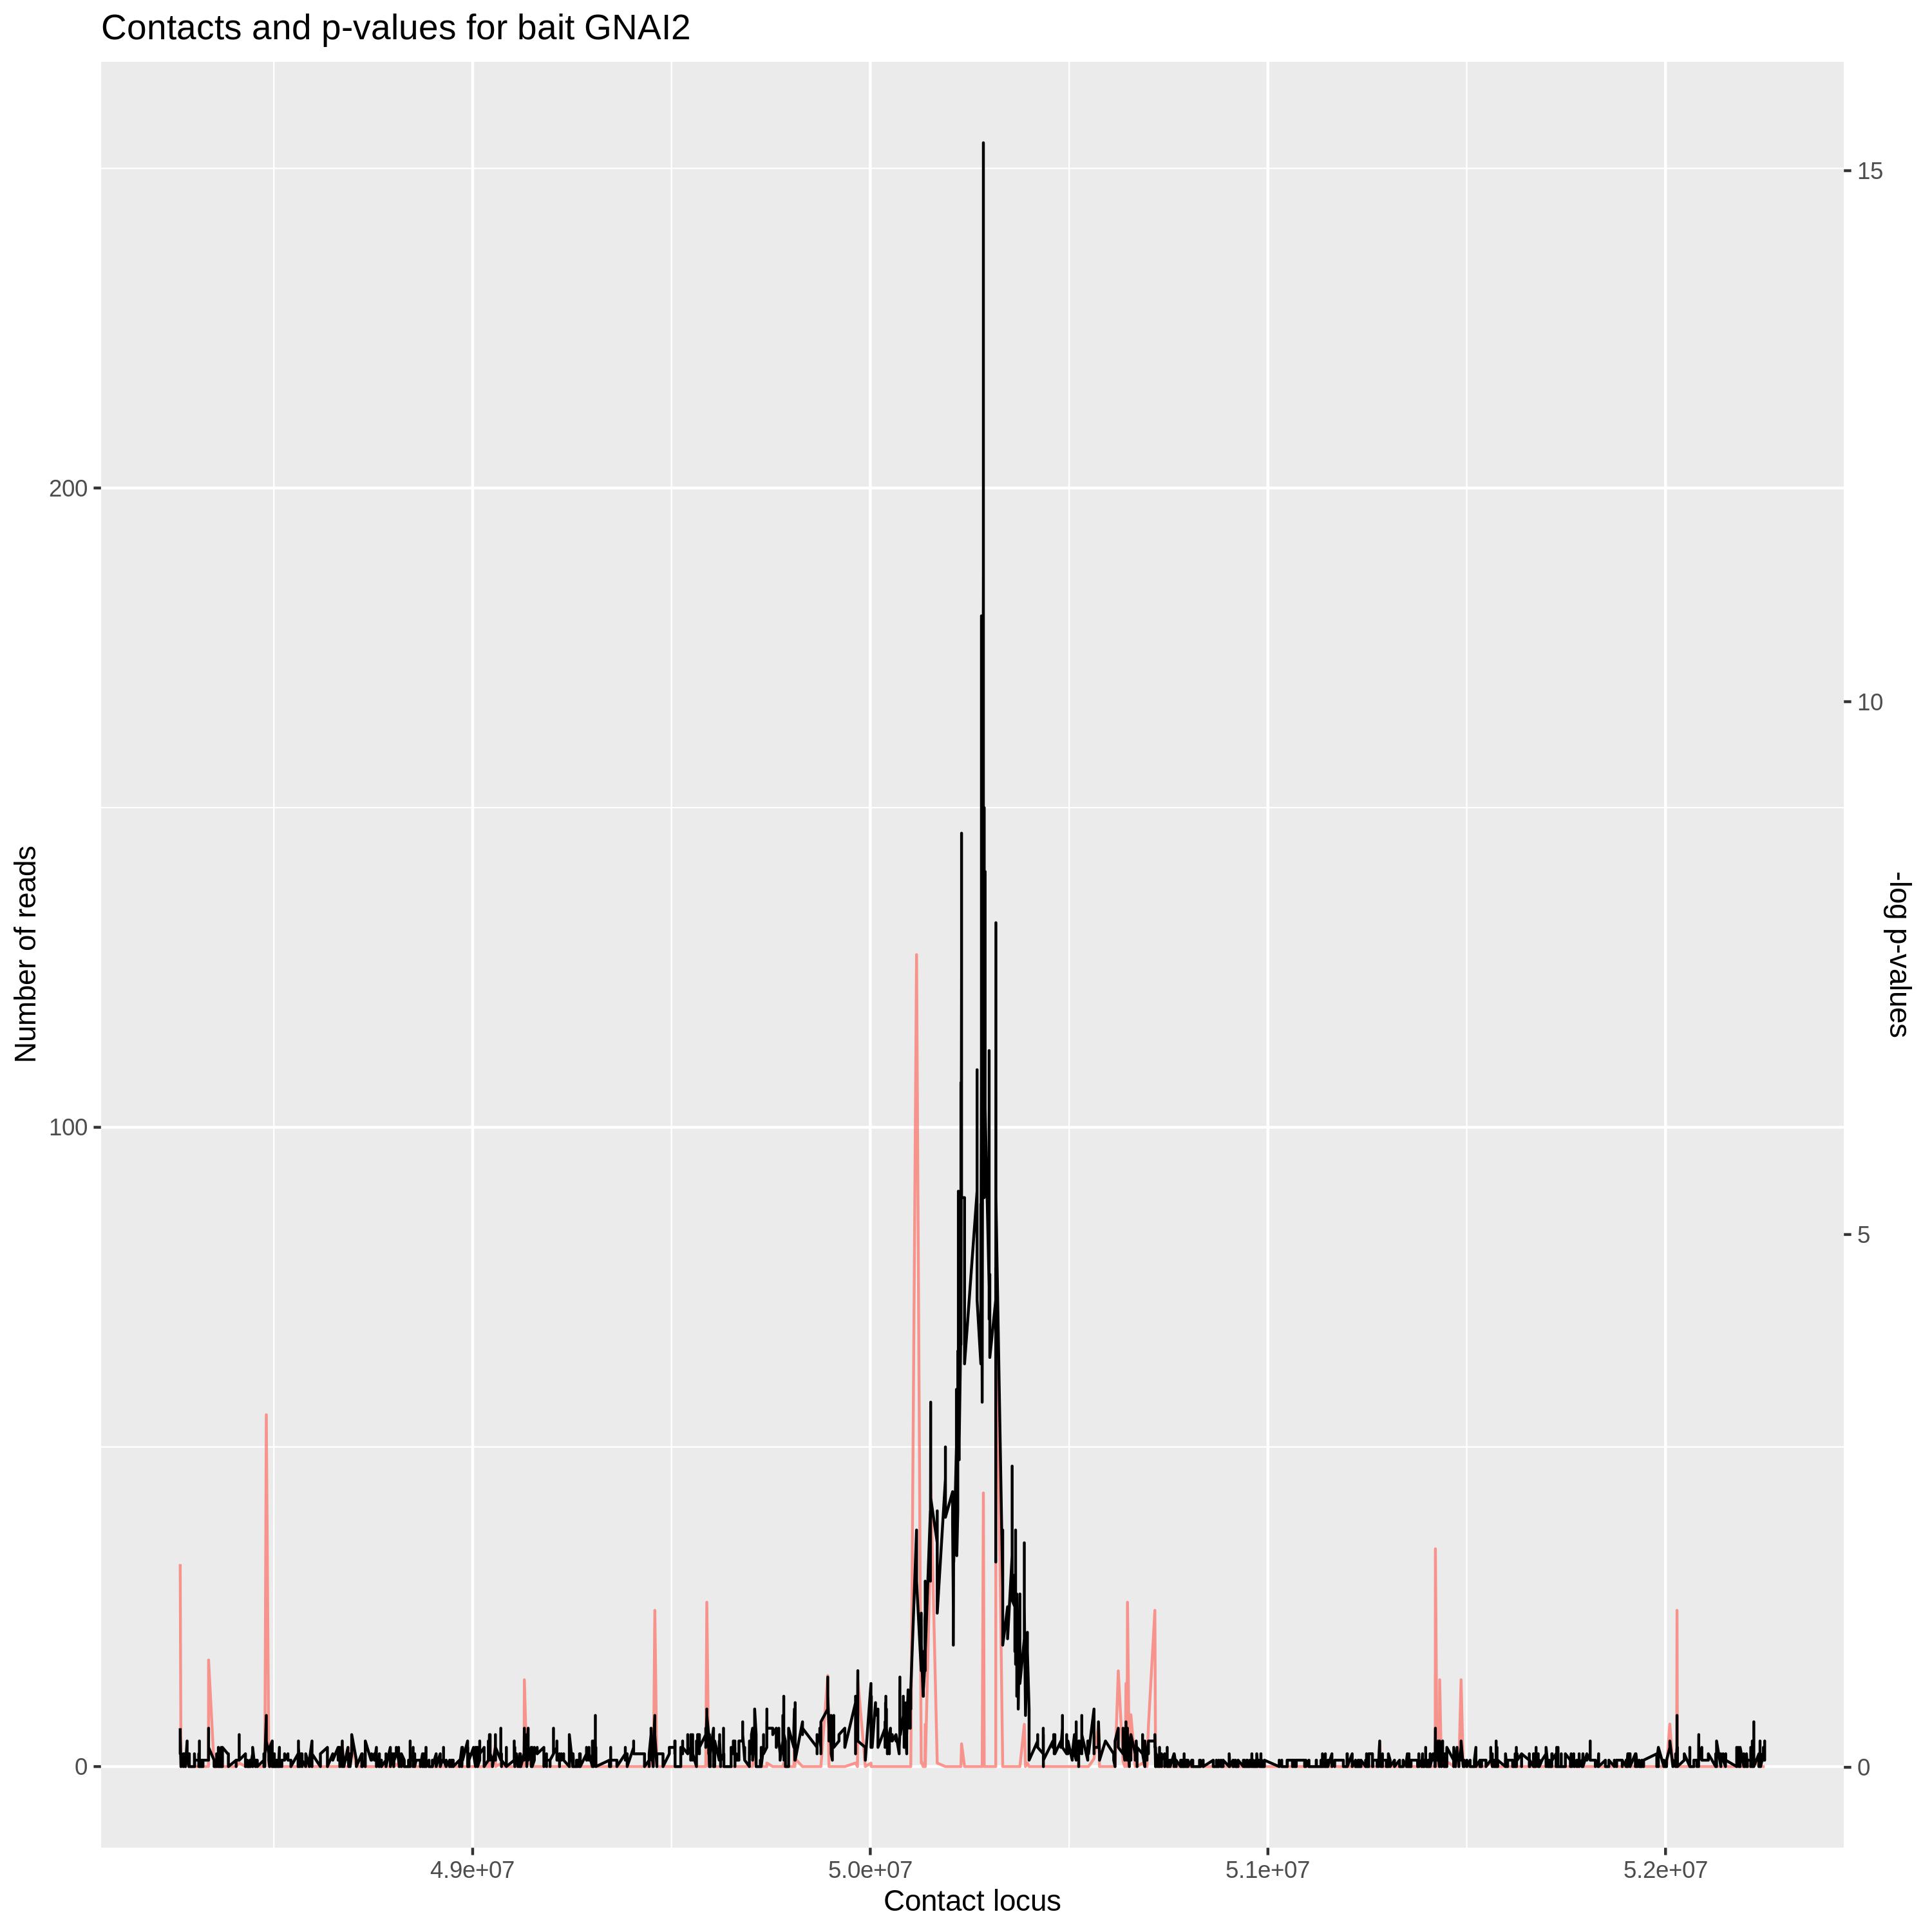 Contacts and p-values for bait GNAI2
Number of reads
200
100
0
15
10
5
0
-log p-values
4.9e+07 5.0e+07 5.1e+07 5.2e+07
Contact locus